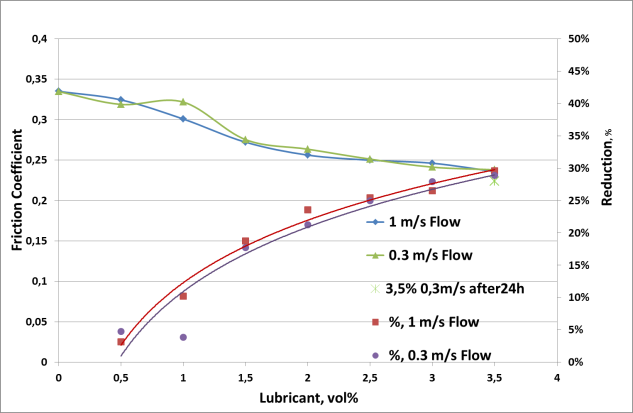 0,4
0,35
0,3
0,25
0,2
0,15
0,1
0,05
0
Friction Coefficient
50%
45%
40%
35%
30%
25%
20%
15%
10%
5%
0%
Reduction, %
1 m/s Flow
0.3 m/s Flow
3,5% 0,3m/s after24h
%, 1 m/s Flow
%, 0.3 m/s Flow
0 0,5 1 1,5 2 2,5 3 3,5 4
Lubricant, vol%